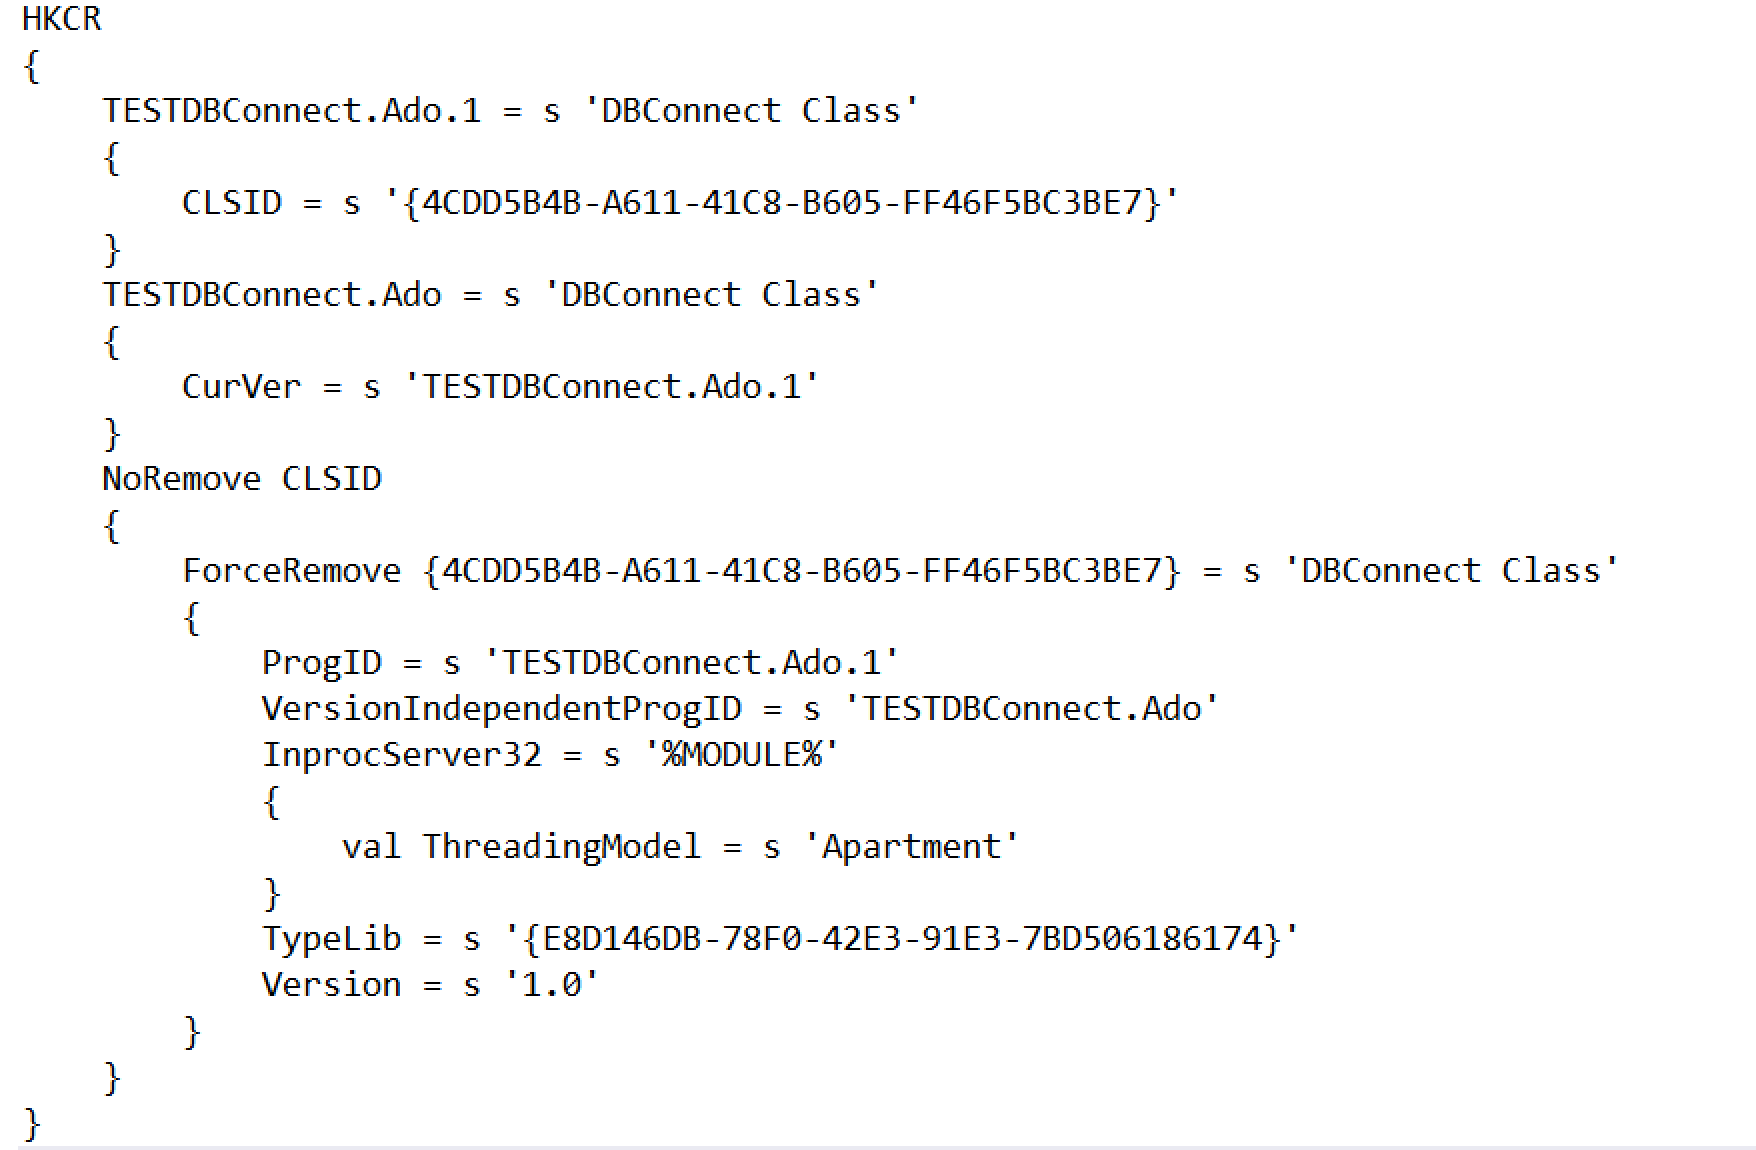 HKCR
{
    TESTDBConnect.Ado.1 = s 'DBConnect Class'
    {
        CLSID = s '{4CDD5B4B-A611-41C8-B605-FF46F5BC3BE7}'
    }
    TESTDBConnect.Ado = s 'DBConnect Class'
    {
        CurVer = s 'TESTDBConnect.Ado.1'
    }
    NoRemove CLSID
    {
        ForceRemove {4CDD5B4B-A611-41C8-B605-FF46F5BC3BE7} = s 'DBConnect Class'
        {
            ProgID = s 'TESTDBConnect.Ado.1'
            VersionIndependentProgID = s 'TESTDBConnect.Ado'
            InprocServer32 = s '%MODULE%'
            {
                val ThreadingModel = s 'Apartment'
            }
            TypeLib = s '{E8D146DB-78F0-42E3-91E3-7BD506186174}'
            Version = s '1.0'
        }
    }
}